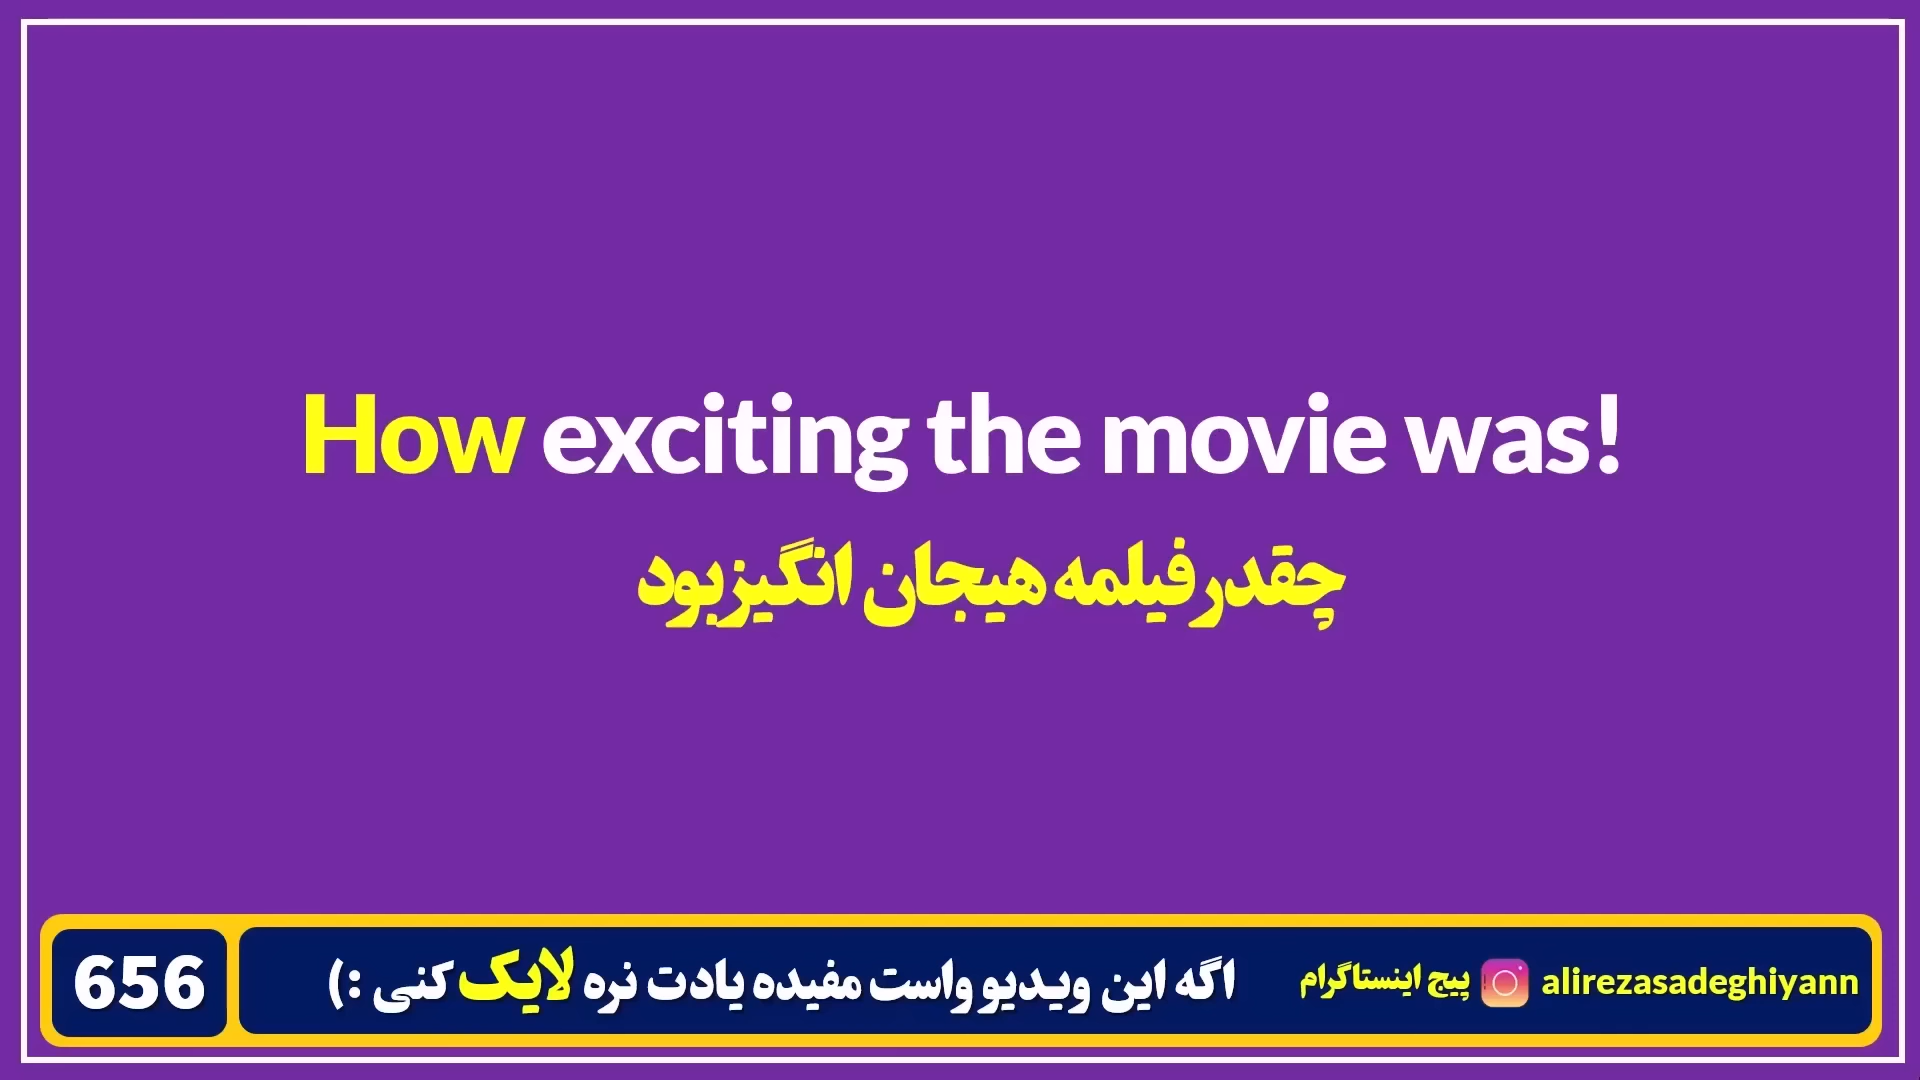 How exciting the movie was!
چقدر فیلمه هیجان انگیز بود
656
اگه این ویدیو واست مفیده یادت نره لایک کنی :)
پیج اینستاگرام
alirezasadeghiyann